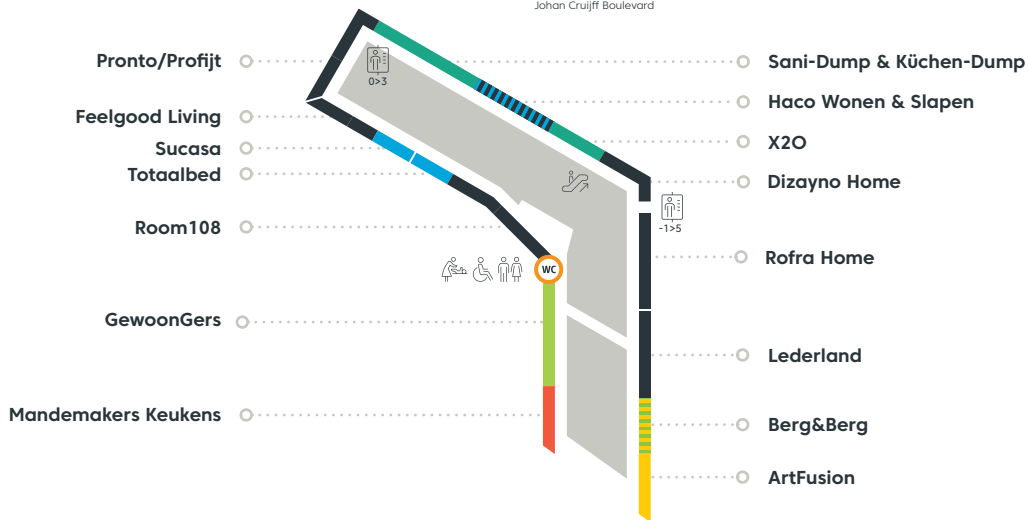 Johan Cruijff Boulevard
Pronto/Profijt
Feelgood Living
Sucasa
Totaalbed
Room108
GewoonGers
Mandemakers Keukens
0>3
-1>5
WC
Sani-Dump & Küchen-Dump
Haco Wonen & Slapen
X2O
Dizayno Home
Rofra Home
Lederland
Berg&Berg
ArtFusion